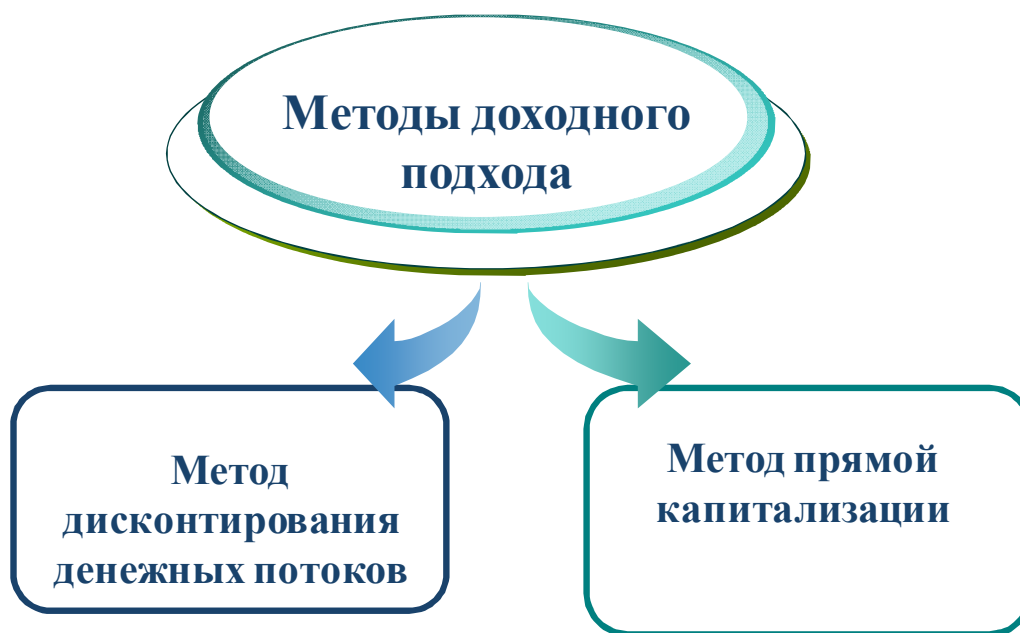 Методы доходного
подхода
Метод
дисконтирования
денежных потоков
Метод прямой
капитализации